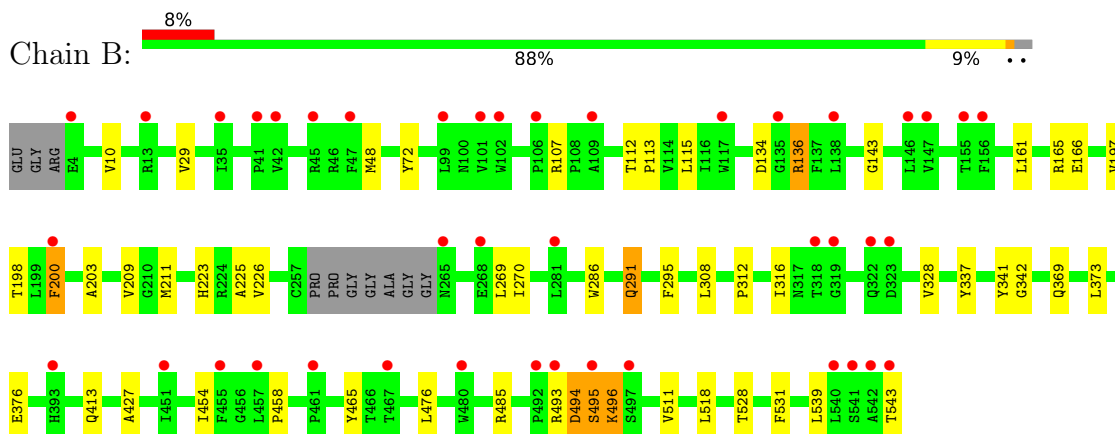 8%
Chain B:
88% 9% • •
GLU GLY ARG E4 V10 R13 V29 I35 P41 V42 R45 R46 F47 M48 Y72 L99 N100 V101 W102 P106 R107 P108 A109 T112 P113 V114 L115 I116 W117 D134 G135 R136 F137 L138 G143 L146 V147 T155 F156 L161 R165 E166 V197
T198 L199 F200 A203 V209 G210 M211 H223 R224 A225 V226 C257 PRO PRO GLY GLY ALA GLY GLY N265 E268 L269 I270 L281 W286 Q291 F295 L308 P312 I316 N317 T318 G319 Q322 D323 V328 Y337 Y341 G342 Q369 L373
E376 H393 Q413 A427 I451 I454 F455 G456 L457 P458 P461 Y465 T466 T467 L476 W480 R485 P492 R493 D494 S495 K496 S497 V511 L518 T528 F531 L539 L540 S541 A542 T543